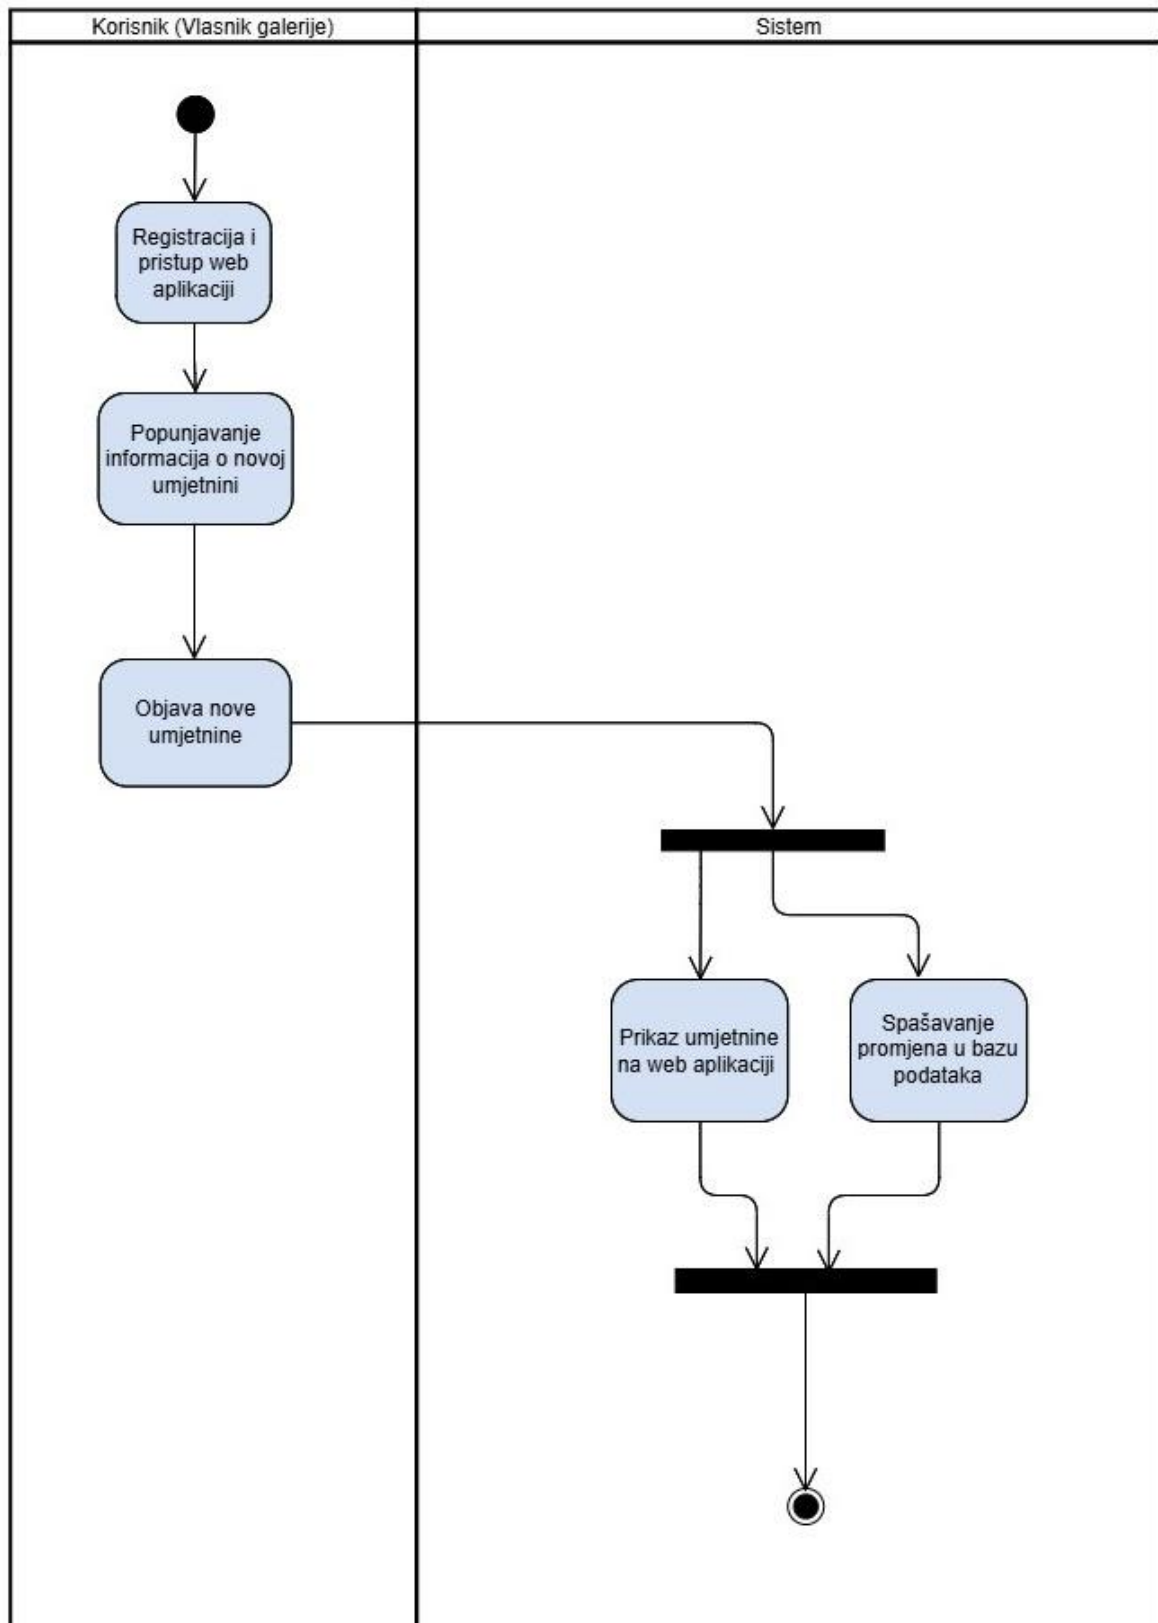 Korisnik (Vlasnik galerije)
Sistem
Registracija i
pristup web
aplikaciji
Popunjavanje
informacija o novoj
umjetnini
Objava nove
umjetnine
Prikaz umjetnine
na web aplikaciji
Spašavanje
promjena u bazu
podataka